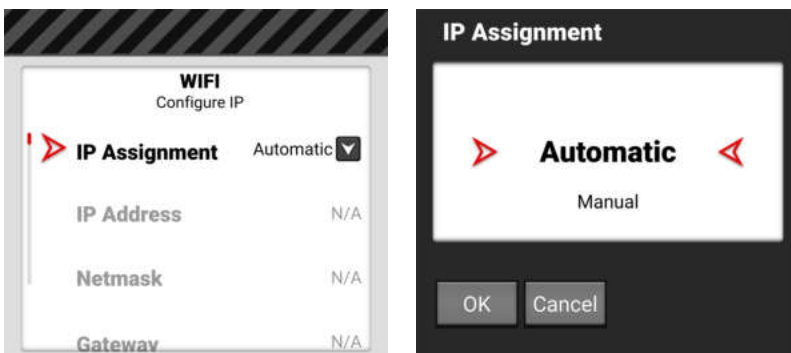 WIFI
Configure IP
IP Assignment Automatic
IP Address N/A
Netmask N/A
Gateway N/A
IP Assignment
Automatic
Manual
OK Cancel